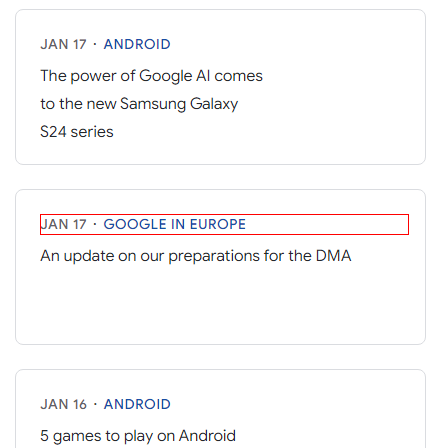 JAN 17 · ANDROID
The power of Google AI comes
to the new Samsung Galaxy
S24 series
JAN 17 · GOOGLE IN EUROPE
An update on our preparations for the DMA
JAN 16 · ANDROID
5 games to play on Android